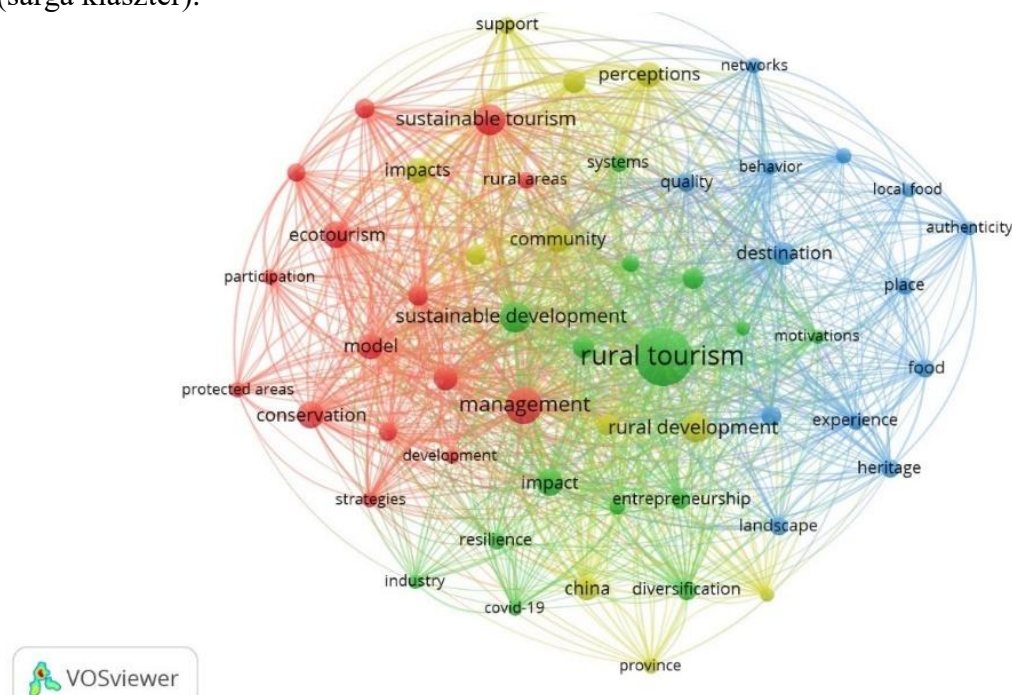 (sárga klaszter).
support
networks
perceptions
sustainable tourism
systems
behavior
impacts
rural areas
quality
local food
authenticity
ecotourism
community
destination
participation
place
sustainable development
motivations
model
rural tourism
food
protected areas
management
conservation
rural development
experience
development
heritage
impact
strategies
entrepreneurship
landscape
resilience
industry
china
diversification
covid-19
province
VOSviewer